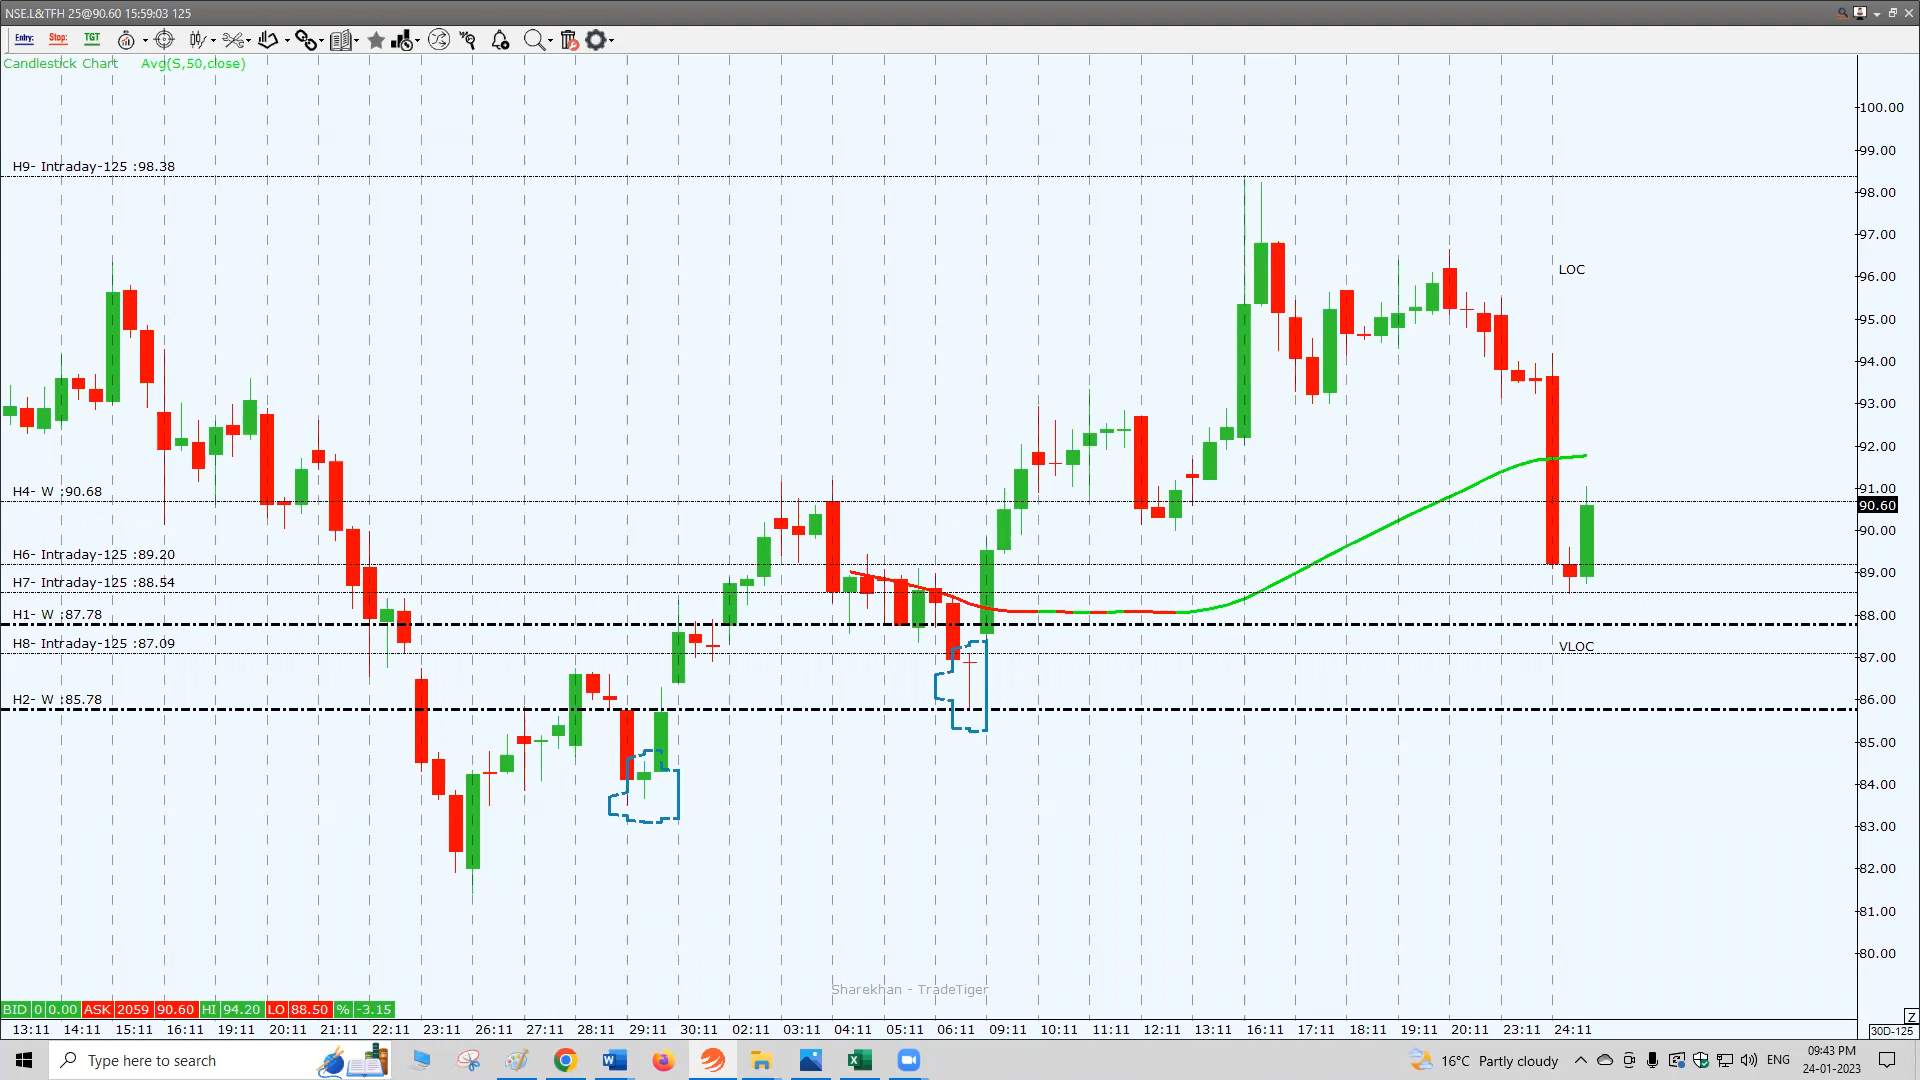 NSE.L&TFH 25@90.60 15:59:03 125
Entry: Stop: TGT
Candlestick Chart Avg(S,50,close)
100.00
99.00
H9- Intraday-125 :98.38
98.00
97.00
LOC
96.00
95.00
94.00
93.00
92.00
H4- W :90.68
91.00
90.60
90.00
H6- Intraday-125 :89.20
89.00
H7- Intraday-125 :88.54
H1- W :87.78
88.00
H8- Intraday-125 :87.09
VLOC
87.00
H2- W :85.78
86.00
85.00
84.00
83.00
82.00
81.00
80.00
Sharekhan - TradeTiger
BID 0 0.00 ASK 2059 90.60 HI 94.20 LO 88.50 % -3.15
Z
13:11 14:11 15:11 16:11 19:11 20:11 21:11 22:11 23:11 26:11 27:11 28:11 29:11 30:11 02:11 03:11 04:11 05:11 06:11 09:11 10:11 11:11 12:11 13:11 16:11 17:11 18:11 19:11 20:11 23:11 24:11
30D-125
Type here to search
16°C Partly cloudy
ENG
09:43 PM
24-01-2023